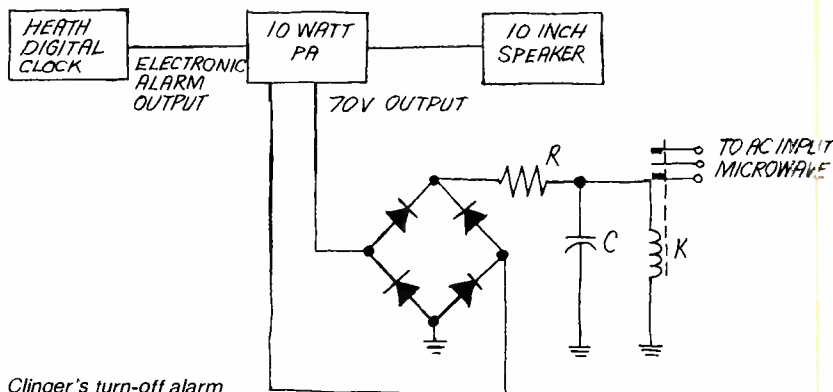 HEATH
DIGITAL
CLOCK
ELECTRONIC
ALARM
OUTPUT
10 WATT
PA
10 INCH
SPEAKER
70V OUTPUT
R
TO AC INPUT
MICROWAVE
C
K
Clinger's turn-off alarm